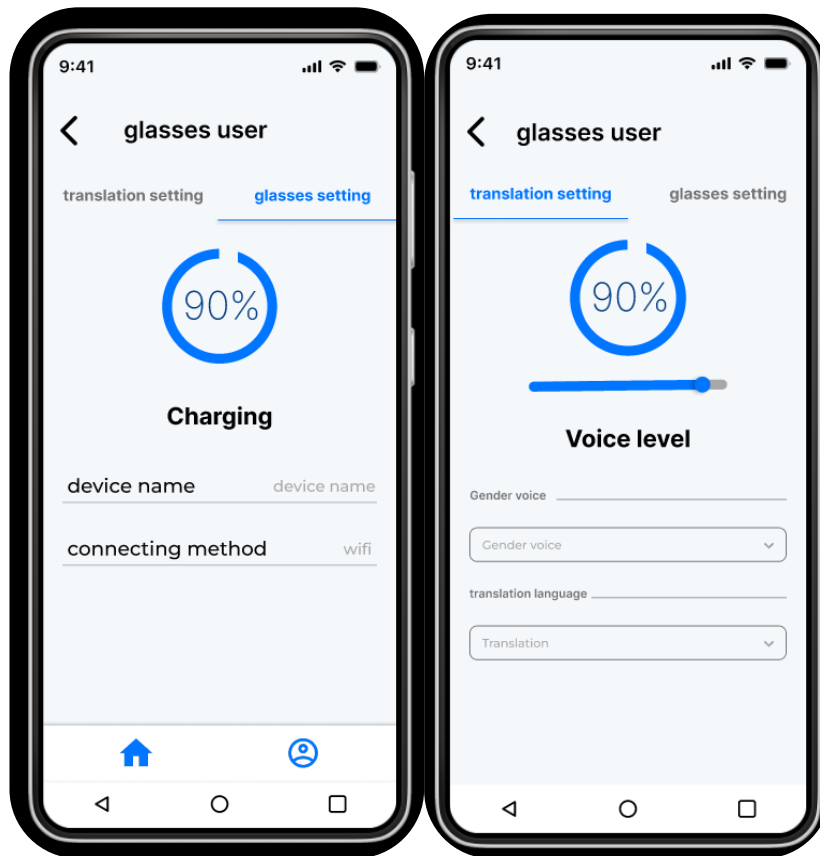 9:41
glasses user
translation setting glasses setting
90%
Charging
device name device name
connecting method wifi
9:41
glasses user
translation setting glasses setting
90%
Voice level
Gender voice
Gender voice
translation language
Translation